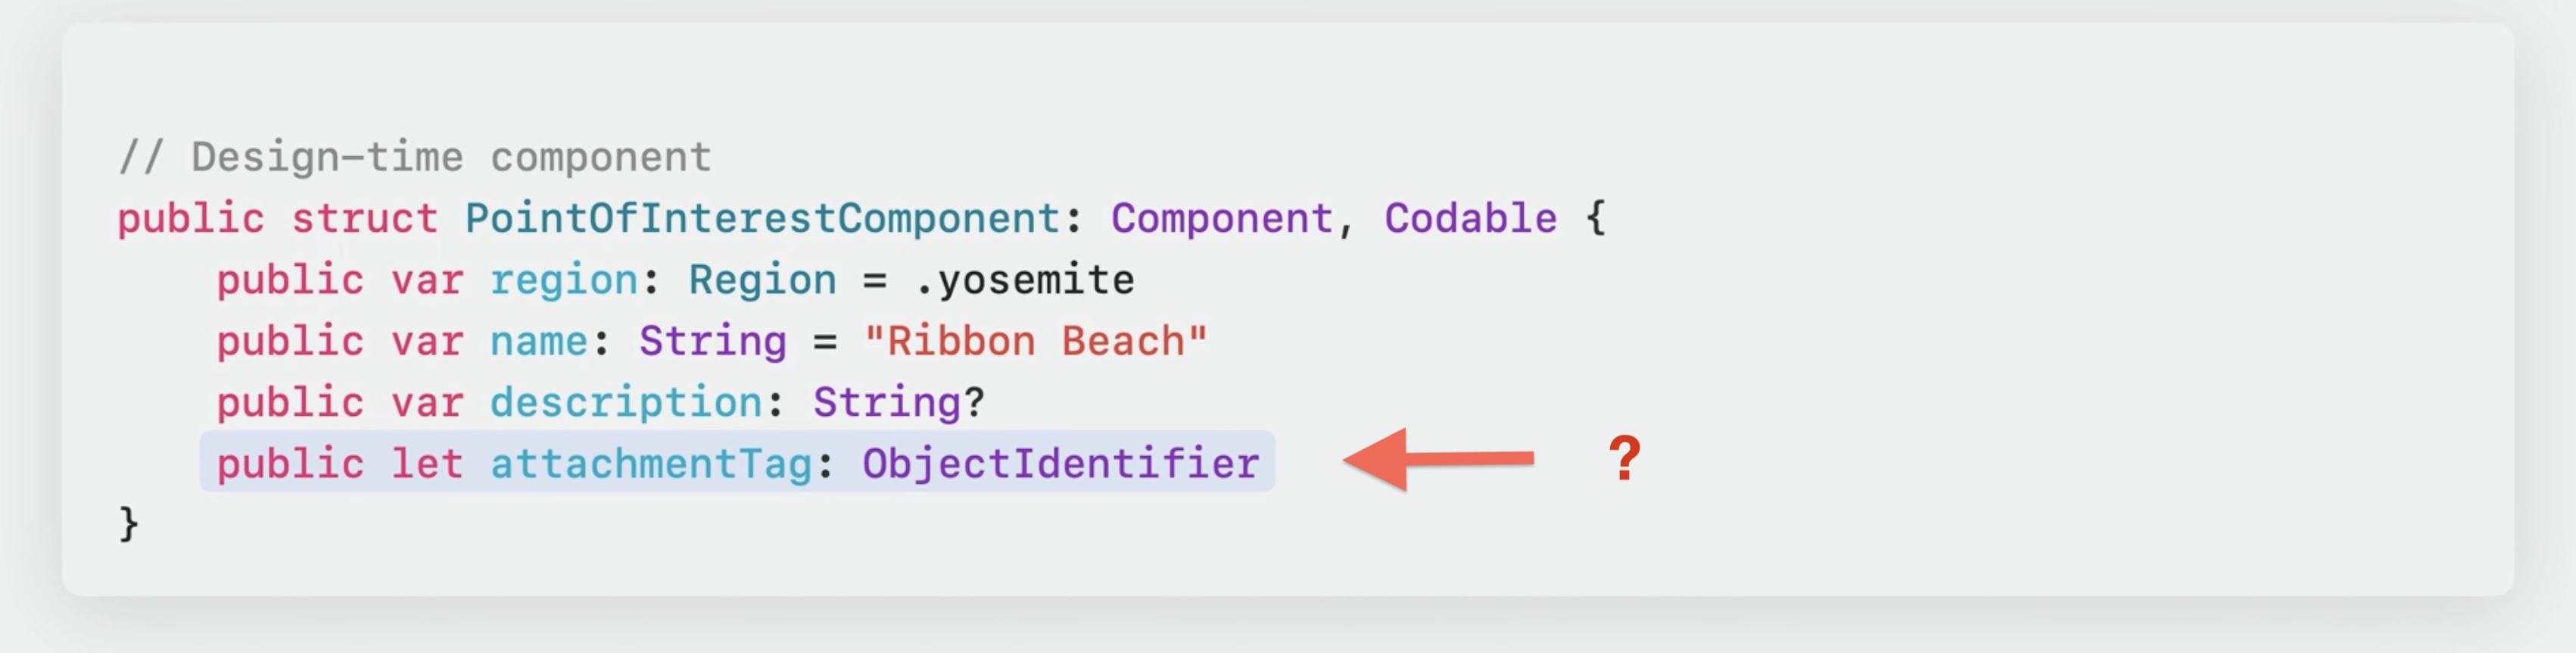 // Design-time component
public struct PointOfInterestComponent: Component, Codable {
    public var region: Region = .yosemite
    public var name: String = "Ribbon Beach"
    public var description: String?
    public let attachmentTag: ObjectIdentifier ?
}